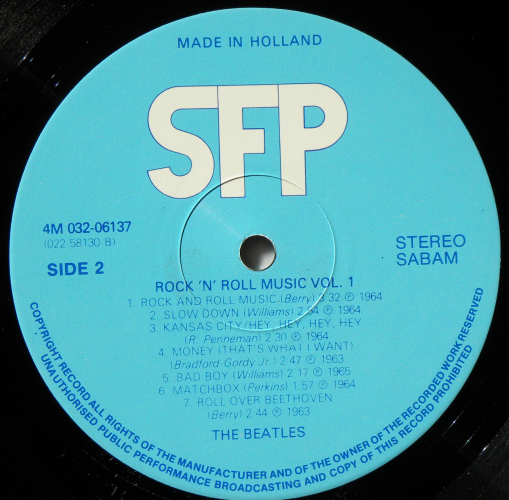 MADE IN HOLLAND
SFP
4M 032-06137
(022-58130 B)
SIDE 2
STEREO
SABAM
ROCK 'N' ROLL MUSIC VOL. 1
1. ROCK AND ROLL MUSIC.(Berry) 3.32 ℗ 1964
2. SLOW DOWN (Williams) 2.54 ℗ 1964
3. KANSAS CITY/HEY, HEY, HEY, HEY
(R. Penneman) 2.30 ℗ 1964
4. MONEY (THAT'S WHAT I WANT)
(Bradford-Gordy Jr.) 2.47 ℗ 1963
5. BAD BOY (Williams) 2.17 ℗ 1965
6. MATCHBOX (Perkins) 1.57 ℗ 1964
7. ROLL OVER BEETHOVEN
(Berry) 2.44 ℗ 1963
THE BEATLES
COPYRIGHT RECORD ALL RIGHTS OF THE MANUFACTURER AND OF THE OWNER OF THE RECORDED WORK RESERVED
UNAUTHORISED PUBLIC PERFORMANCE BROADCASTING AND COPY OF THIS RECORD PROHIBITED